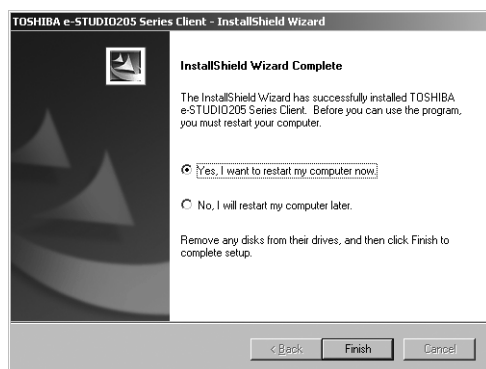 TOSHIBA e-STUDIO205 Series Client - InstallShield Wizard
InstallShield Wizard Complete
The InstallShield Wizard has successfully installed TOSHIBA
e-STUDIO205 Series Client. Before you can use the program,
you must restart your computer.
Yes, I want to restart my computer now.
No, I will restart my computer later.
Remove any disks from their drives, and then click Finish to
complete setup.
< Back
Finish
Cancel